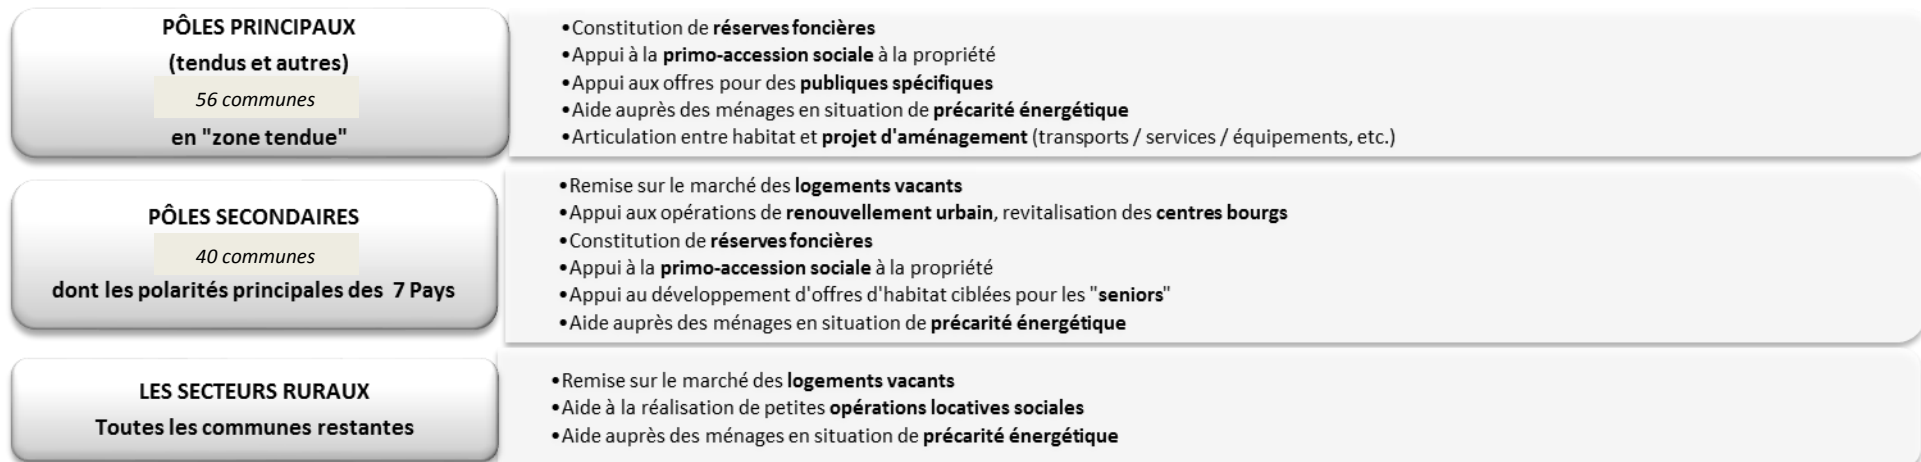 PÔLES PRINCIPAUX
(tendus et autres)
56 communes
en "zone tendue"
•Constitution de réserves foncières
•Appui à la primo-accession sociale à la propriété
•Appui aux offres pour des publiques spécifiques
•Aide auprès des ménages en situation de précarité énergétique
•Articulation entre habitat et projet d'aménagement (transports / services / équipements, etc.)
PÔLES SECONDAIRES
40 communes
dont les polarités principales des 7 Pays
•Remise sur le marché des logements vacants
•Appui aux opérations de renouvellement urbain, revitalisation des centres bourgs
•Constitution de réserves foncières
•Appui à la primo-accession sociale à la propriété
•Appui au développement d'offres d'habitat ciblées pour les "seniors"
•Aide auprès des ménages en situation de précarité énergétique
LES SECTEURS RURAUX
Toutes les communes restantes
•Remise sur le marché des logements vacants
•Aide à la réalisation de petites opérations locatives sociales
•Aide auprès des ménages en situation de précarité énergétique